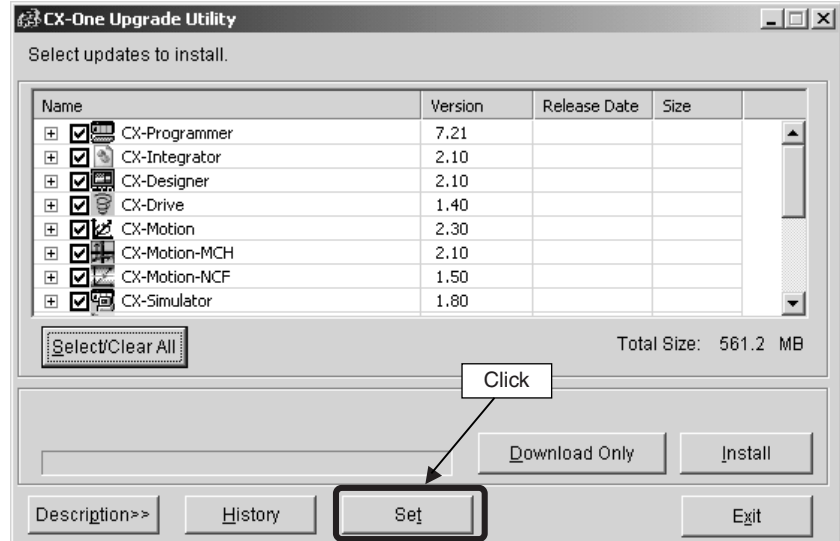 CX-One Upgrade Utility
Select updates to install.
Name Version Release Date Size
CX-Programmer 7.21
CX-Integrator 2.10
CX-Designer 2.10
CX-Drive 1.40
CX-Motion 2.30
CX-Motion-MCH 2.10
CX-Motion-NCF 1.50
CX-Simulator 1.80
Select/Clear All Total Size: 561.2 MB
Click
Download Only Install
Description>> History Set Exit